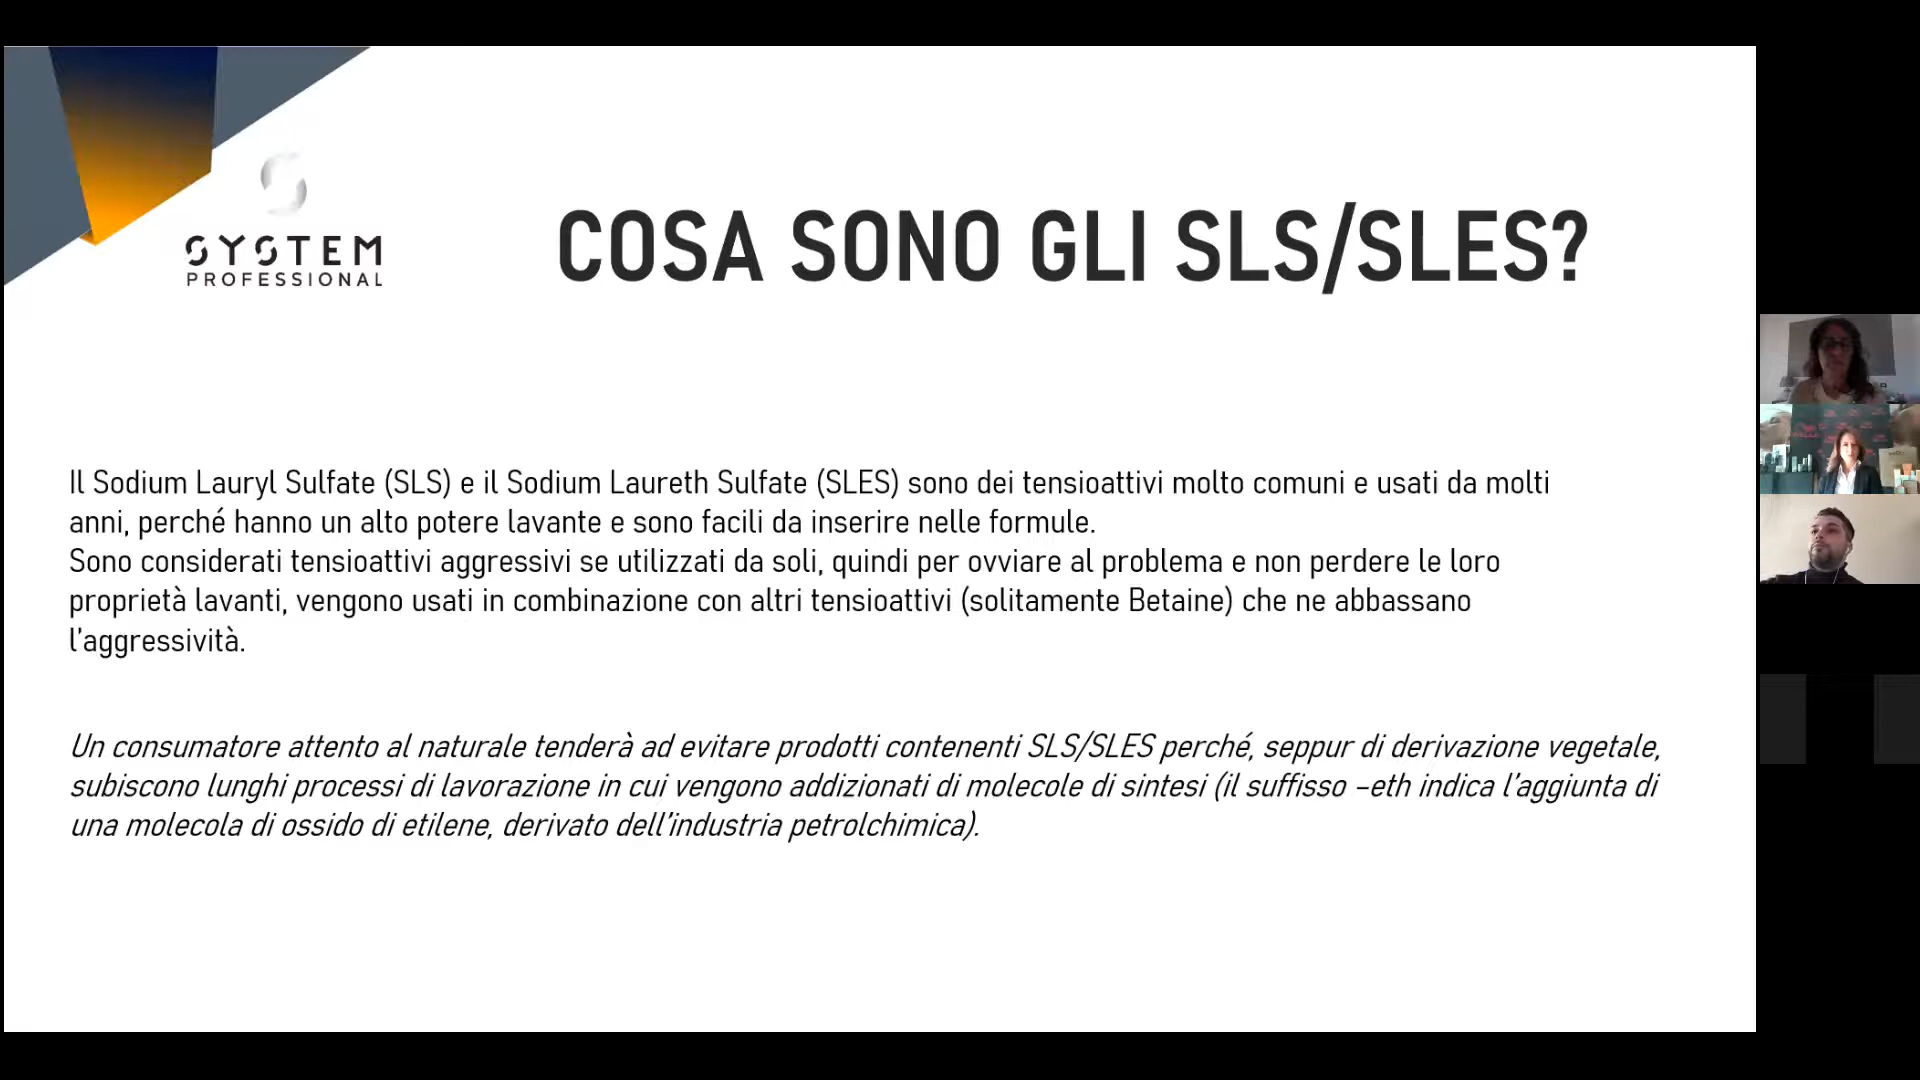 SYSTEM
PROFESSIONAL
COSA SONO GLI SLS/SLES?
Il Sodium Lauryl Sulfate (SLS) e il Sodium Laureth Sulfate (SLES) sono dei tensioattivi molto comuni e usati da molti
anni, perché hanno un alto potere lavante e sono facili da inserire nelle formule.
Sono considerati tensioattivi aggressivi se utilizzati da soli, quindi per ovviare al problema e non perdere le loro
proprietà lavanti, vengono usati in combinazione con altri tensioattivi (solitamente Betaine) che ne abbassano
l’aggressività.
Un consumatore attento al naturale tenderà ad evitare prodotti contenenti SLS/SLES perché, seppur di derivazione vegetale,
subiscono lunghi processi di lavorazione in cui vengono addizionati di molecole di sintesi (il suffisso –eth indica l’aggiunta di
una molecola di ossido di etilene, derivato dell’industria petrolchimica).